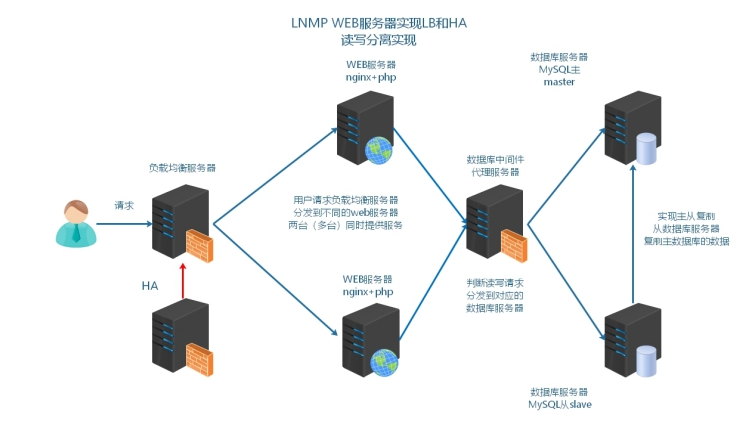 LNMP WEB服务器实现LB和HA
读写分离实现
WEB服务器
nginx+php
数据库服务器
MySQL主
master
负载均衡服务器
数据库中间件
代理服务器
请求
用户请求负载均衡服务器
分发到不同的web服务器
两台（多台）同时提供服务
实现主从复制
从数据库服务器
复制主数据库的数据
HA
WEB服务器
nginx+php
判断读写请求
分发到对应的
数据库服务器
数据库服务器
MySQL从slave